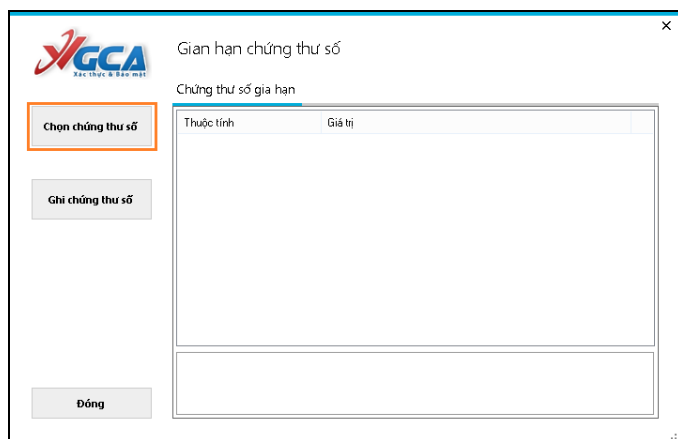 VGCA
Xác thực & Bảo mật
Gian hạn chứng thư số
Chứng thư số gia hạn
Chọn chứng thư số
Thuộc tính
Giá trị
Ghi chứng thư số
Đóng